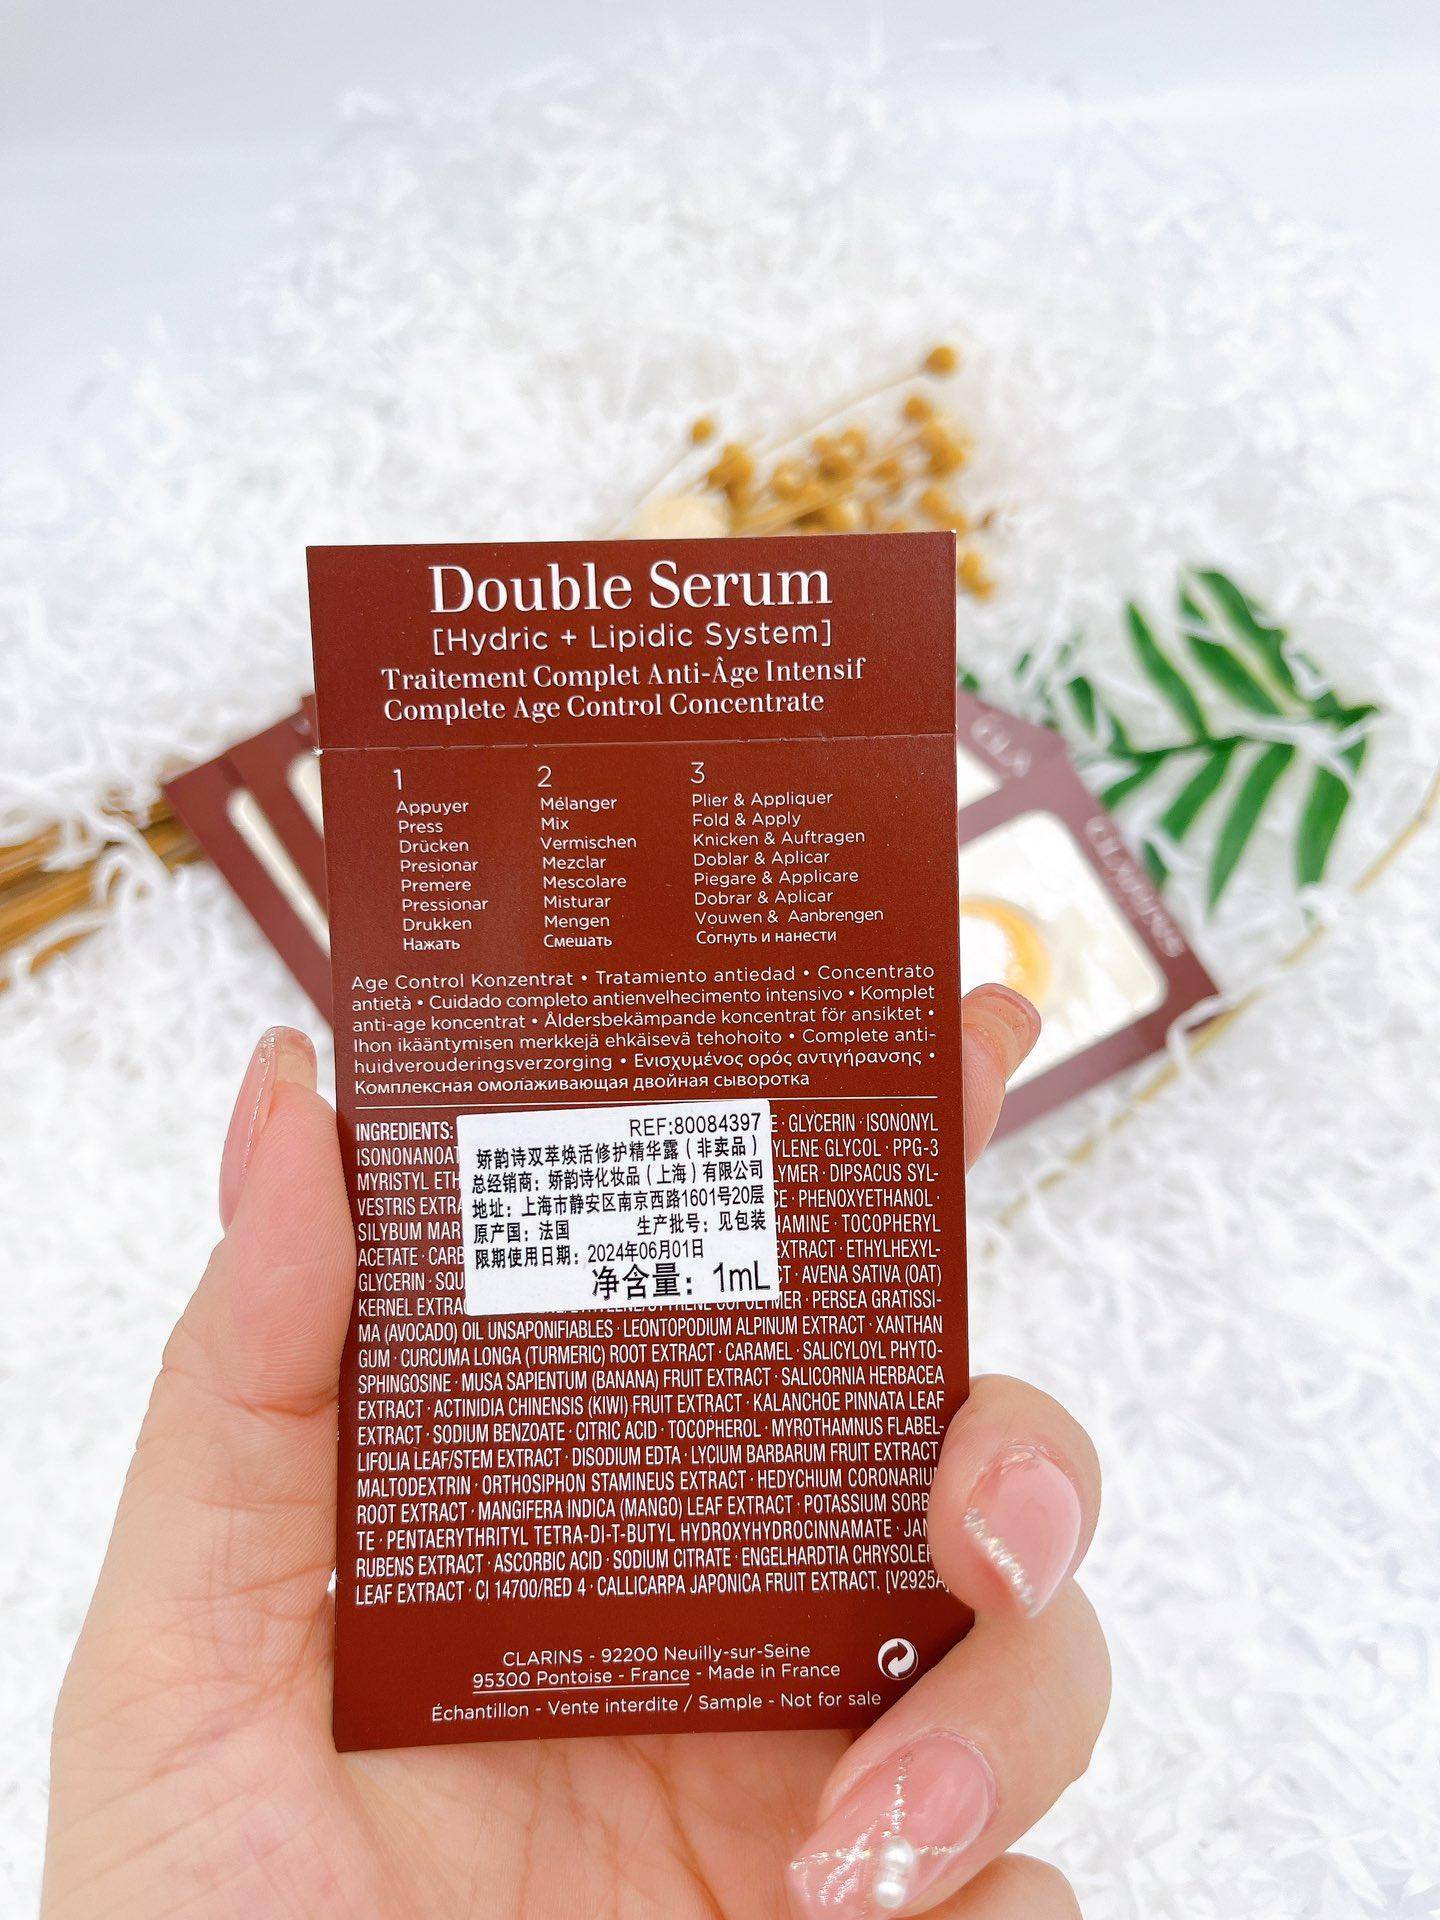 Double Serum
[Hydric + Lipidic System]
Traitement Complet Anti-Âge Intensif
Complete Age Control Concentrate
1
Appuyer
Press
Drücken
Presionar
Premere
Pressionar
Drukken
Нажать
2
Mélanger
Mix
Vermischen
Mezclar
Mescolare
Misturar
Mengen
Смешать
3
Plier & Appliquer
Fold & Apply
Knicken & Auftragen
Doblar & Aplicar
Piegare & Applicare
Dobrar & Aplicar
Vouwen & Aanbrengen
Согнуть и нанести
Age Control Konzentrat • Tratamiento antiedad • Concentrato
antietà • Cuidado completo antienvelhecimento intensivo • Komplet
anti-age koncentrat • Åldersbekämpande koncentrat för ansiktet •
Ihon ikääntymisen merkkejä ehkäisevä tehohoito • Complete anti-
huidverouderingsverzorging • Ενισχυμένος ορός αντιγήρανσης •
Комплексная омолаживающая двойная сыворотка
REF:80084397
娇韵诗双萃焕活修护精华露（非卖品）
总经销商：娇韵诗化妆品（上海）有限公司
地址：上海市静安区南京西路1601号20层
原产国：法国 生产批号：见包装
限期使用日期：2024年06月01日
净含量：1mL
INGREDIENTS: · GLYCERIN · ISONONYL
GLYCOL · PPG-3
MYRISTYL · DIPSACUS SYL-
VESTRIS · PHENOXYETHANOL ·
SILYBUM · TOCOPHERYL
ACETATE · EXTRACT · ETHYLHEXYL-
GLYCERIN · · AVENA SATIVA (OAT)
KERNEL · PERSEA GRATISSI-
MA (AVOCADO) OIL UNSAPONIFIABLES · LEONTOPODIUM ALPINUM EXTRACT · XANTHAN
GUM · CURCUMA LONGA (TURMERIC) ROOT EXTRACT · CARAMEL · SALICYLOYL PHYTO-
SPHINGOSINE · MUSA SAPIENTUM (BANANA) FRUIT EXTRACT · SALICORNIA HERBACEA
EXTRACT · ACTINIDIA CHINENSIS (KIWI) FRUIT EXTRACT · KALANCHOE PINNATA LEAF
EXTRACT · SODIUM BENZOATE · CITRIC ACID · TOCOPHEROL · MYROTHAMNUS FLABEL-
LIFOLIA LEAF/STEM EXTRACT · DISODIUM EDTA · LYCIUM BARBARUM FRUIT EXTRACT
MALTODEXTRIN · ORTHOSIPHON STAMINEUS EXTRACT · HEDYCHIUM
ROOT EXTRACT · MANGIFERA INDICA (MANGO) LEAF EXTRACT · POTASSIUM
TE · PENTAERYTHRITYL TETRA-DI-T-BUTYL HYDROXYHYDROCINNAMATE ·
RUBENS EXTRACT · ASCORBIC ACID · SODIUM CITRATE · ENGELHARDTIA
LEAF EXTRACT · CI 14700/RED 4 · CALLICARPA JAPONICA FRUIT EXTRACT. [V2925A]
CLARINS - 92200 Neuilly-sur-Seine
95300 Pontoise - France - Made in France
Échantillon - Vente interdite / Sample - Not for sale